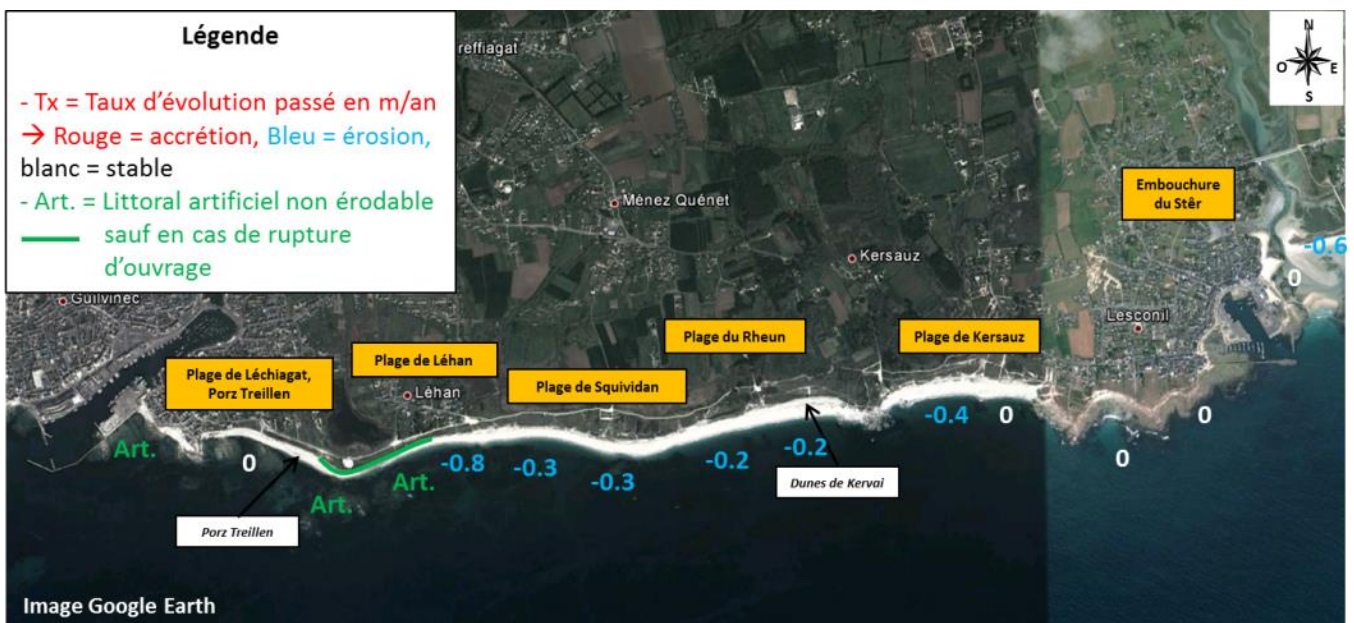 Légende
- Tx = Taux d'évolution passé en m/an
→ Rouge = accrétion, Bleu = érosion,
blanc = stable
- Art. = Littoral artificiel non érodable
sauf en cas de rupture
d'ouvrage
reffiagat
N
O E
S
Ménez Quénet
Embouchure
du Stêr
Kersauz
-0.6
0
Guilvinec
Lesconil
Plage de Léchiagat,
Porz Treillen
Plage de Léhan
Léhan
Plage de Squividan
Plage du Rheun
Plage de Kersauz
Art.
0
Art.
Art.
-0.8
-0.3
-0.3
-0.2
-0.2
-0.4
0
0
0
Porz Treillen
Dunes de Kervai
Image Google Earth